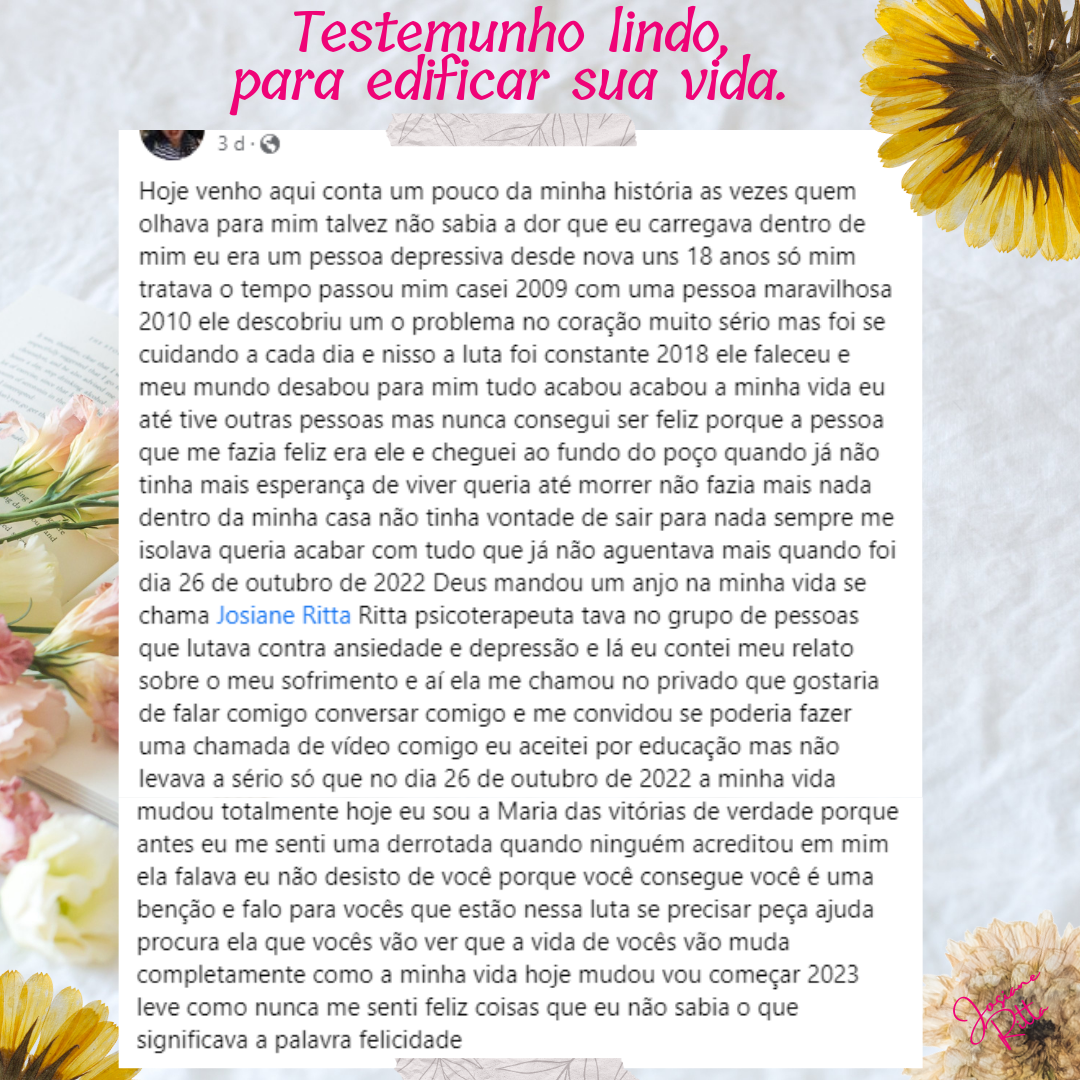 Testemunho lindo,
para edificar sua vida.
3 d ·
Hoje venho aqui conta um pouco da minha história as vezes quem
olhava para mim talvez não sabia a dor que eu carregava dentro de
mim eu era um pessoa depressiva desde nova uns 18 anos só mim
tratava o tempo passou mim casei 2009 com uma pessoa maravilhosa
2010 ele descobriu um o problema no coração muito sério mas foi se
cuidando a cada dia e nisso a luta foi constante 2018 ele faleceu e
meu mundo desabou para mim tudo acabou acabou a minha vida eu
até tive outras pessoas mas nunca consegui ser feliz porque a pessoa
que me fazia feliz era ele e cheguei ao fundo do poço quando já não
tinha mais esperança de viver queria até morrer não fazia mais nada
dentro da minha casa não tinha vontade de sair para nada sempre me
isolava queria acabar com tudo que já não aguentava mais quando foi
dia 26 de outubro de 2022 Deus mandou um anjo na minha vida se
chama Josiane Ritta Ritta psicoterapeuta tava no grupo de pessoas
que lutava contra ansiedade e depressão e lá eu contei meu relato
sobre o meu sofrimento e aí ela me chamou no privado que gostaria
de falar comigo conversar comigo e me convidou se poderia fazer
uma chamada de vídeo comigo eu aceitei por educação mas não
levava a sério só que no dia 26 de outubro de 2022 a minha vida
mudou totalmente hoje eu sou a Maria das vitórias de verdade porque
antes eu me senti uma derrotada quando ninguém acreditou em mim
ela falava eu não desisto de você porque você consegue você é uma
benção e falo para vocês que estão nessa luta se precisar peça ajuda
procura ela que vocês vão ver que a vida de vocês vão muda
completamente como a minha vida hoje mudou vou começar 2023
leve como nunca me senti feliz coisas que eu não sabia o que
significava a palavra felicidade
Josiane
Ritta